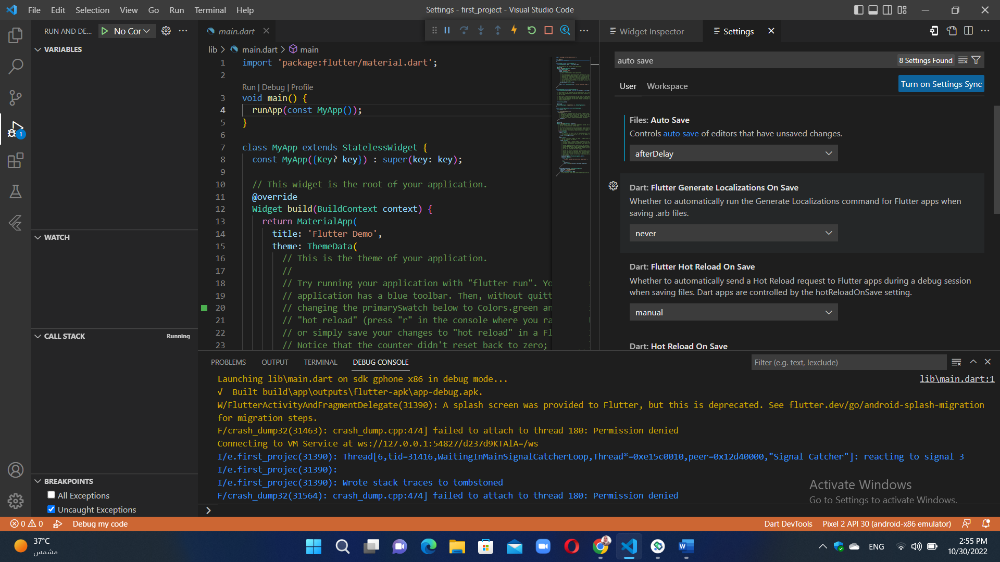 File Edit Selection View Go Run Terminal Help
Settings - first_project - Visual Studio Code
RUN AND DE...
No Cor
main.dart
Widget Inspector
Settings
VARIABLES
lib > main.dart > main
1 import 'package:flutter/material.dart';
2
Run | Debug | Profile
3 void main() {
4 runApp(const MyApp());
5 }
6
7 class MyApp extends StatelessWidget {
8 const MyApp({Key? key}) : super(key: key);
9
10 // This widget is the root of your application.
11 @override
12 Widget build(BuildContext context) {
13 return MaterialApp(
14 title: 'Flutter Demo',
15 theme: ThemeData(
16 // This is the theme of your application.
17 //
18 // Try running your application with "flutter run". Yo
19 // application has a blue toolbar. Then, without quitt
20 // changing the primarySwatch below to Colors.green an
21 // "hot reload" (press "r" in the console where you ra
22 // or simply save your changes to "hot reload" in a Fl
23 // Notice that the counter didn't reset back to zero;
auto save
8 Settings Found
User Workspace
Turn on Settings Sync
Files: Auto Save
Controls auto save of editors that have unsaved changes.
afterDelay
Dart: Flutter Generate Localizations On Save
Whether to automatically run the Generate Localizations command for Flutter apps when
saving .arb files.
never
Dart: Flutter Hot Reload On Save
Whether to automatically send a Hot Reload request to Flutter apps during a debug session
when saving files. Dart apps are controlled by the hotReloadOnSave setting.
manual
Dart: Hot Reload On Save
WATCH
CALL STACK
Running
BREAKPOINTS
All Exceptions
Uncaught Exceptions
1
PROBLEMS OUTPUT TERMINAL DEBUG CONSOLE
Filter (e.g. text, !exclude)
Launching lib\main.dart on sdk gphone x86 in debug mode...
lib\main.dart:1
√ Built build\app\outputs\flutter-apk\app-debug.apk.
W/FlutterActivityAndFragmentDelegate(31390): A splash screen was provided to Flutter, but this is deprecated. See flutter.dev/go/android-splash-migration
for migration steps.
F/crash_dump32(31463): crash_dump.cpp:474] failed to attach to thread 180: Permission denied
Connecting to VM Service at ws://127.0.0.1:54827/d237d9KTAlA=/ws
I/e.first_projec(31390): Thread[6,tid=31416,WaitingInMainSignalCatcherLoop,Thread*=0xe15c0010,peer=0x12d40000,"Signal Catcher"]: reacting to signal 3
I/e.first_projec(31390):
I/e.first_projec(31390): Wrote stack traces to tombstoned
F/crash_dump32(31564): crash_dump.cpp:474] failed to attach to thread 180: Permission denied
Activate Windows
Go to Settings to activate Windows.
0 0 Debug my code
Dart DevTools Pixel 2 API 30 (android-x86 emulator)
37°C
مشمس
ENG
2:55 PM
10/30/2022